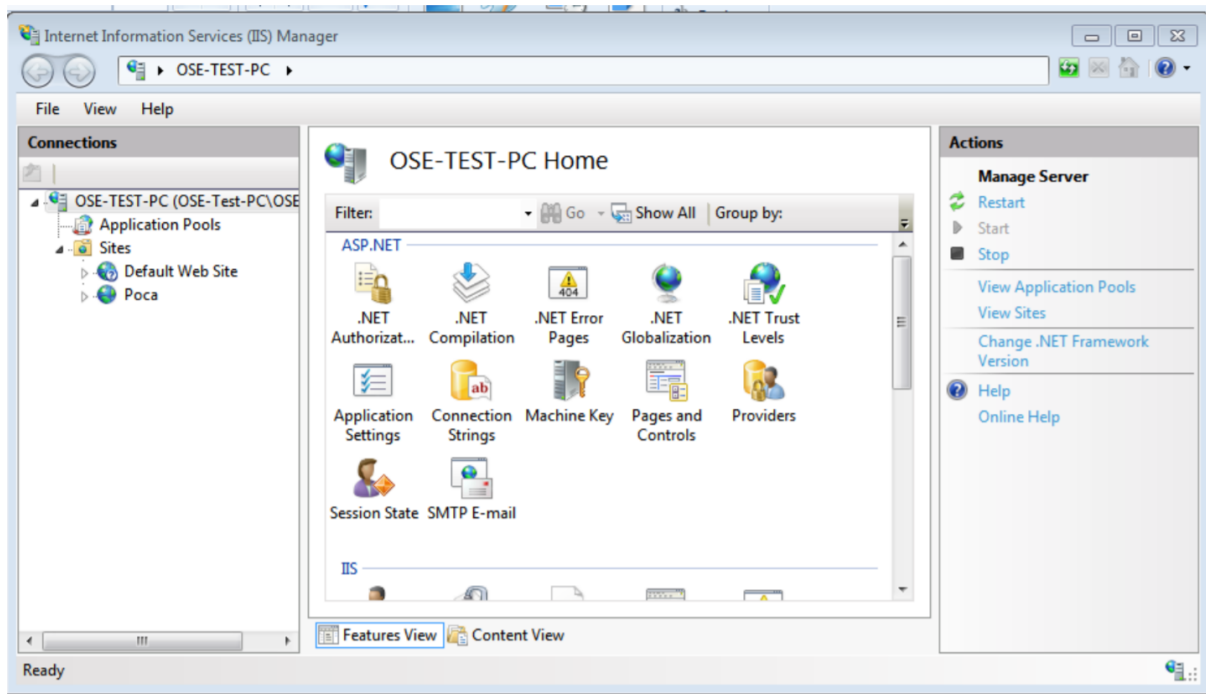 Internet Information Services (IIS) Manager
OSE-TEST-PC
File View Help
Connections
OSE-TEST-PC (OSE-Test-PC\OSE
Application Pools
Sites
Default Web Site
Poca
OSE-TEST-PC Home
Filter: Go Show All Group by:
ASP.NET
.NET Authorizat...
.NET Compilation
404
.NET Error Pages
.NET Globalization
.NET Trust Levels
Application Settings
ab
Connection Strings
Machine Key
Pages and Controls
Providers
Session State
SMTP E-mail
IIS
Features View Content View
Actions
Manage Server
Restart
Start
Stop
View Application Pools
View Sites
Change .NET Framework
Version
Help
Online Help
Ready